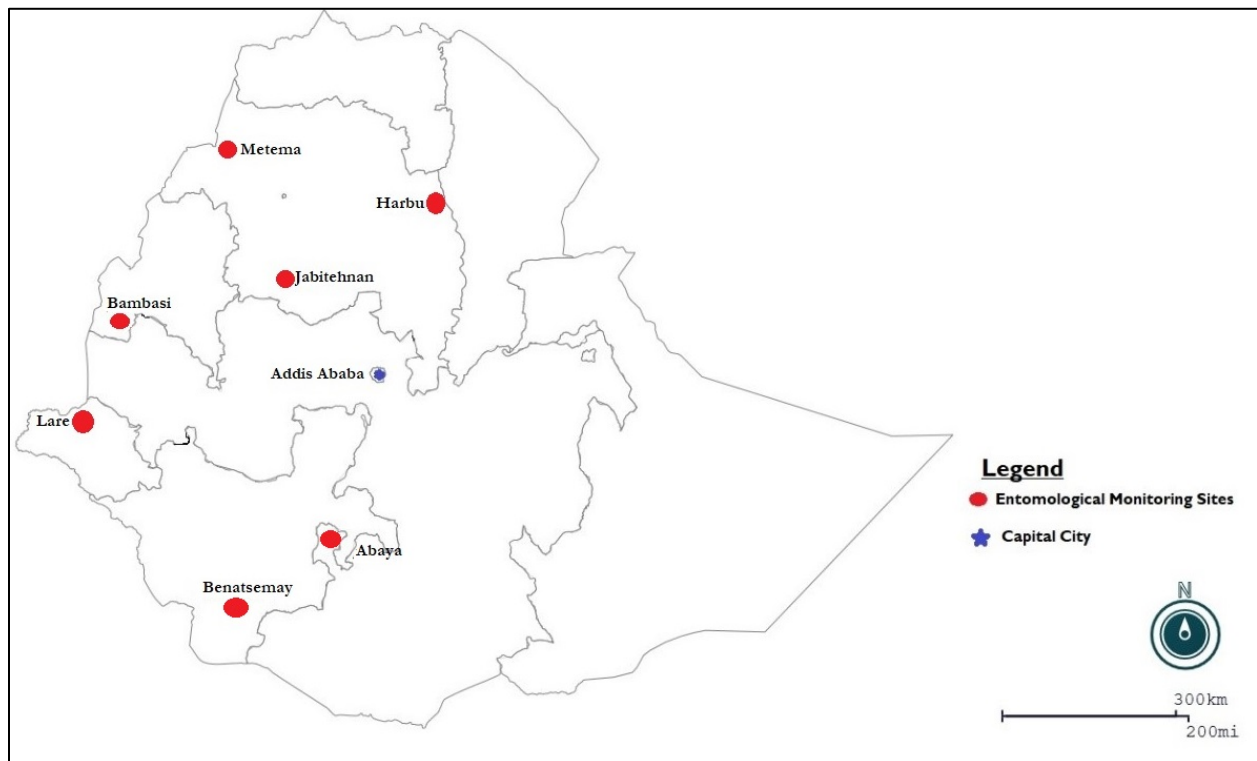 Metema
Harbu
Jabitehnan
Bambasi
Addis Ababa
Lare
Abaya
Benatsemay
Legend
Entomological Monitoring Sites
Capital City
N
300km
200mi